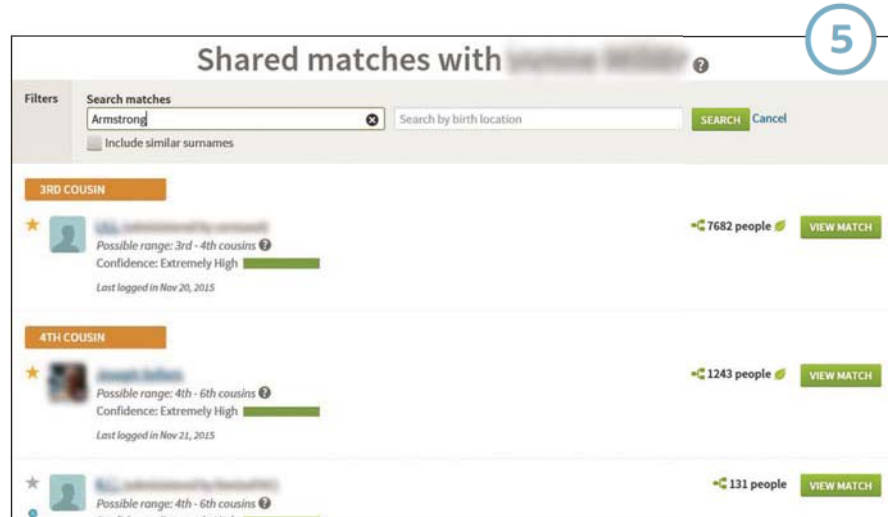 5
Shared matches with
Filters
Search matches
Armstrong
Search by birth location
SEARCH Cancel
Include similar surnames
3RD COUSIN
Possible range: 3rd - 4th cousins ?
7682 people
VIEW MATCH
Confidence: Extremely High
Last logged in Nov 20, 2015
4TH COUSIN
Possible range: 4th - 6th cousins ?
1243 people
VIEW MATCH
Confidence: Extremely High
Last logged in Nov 21, 2015
131 people
VIEW MATCH
Possible range: 4th - 6th cousins ?